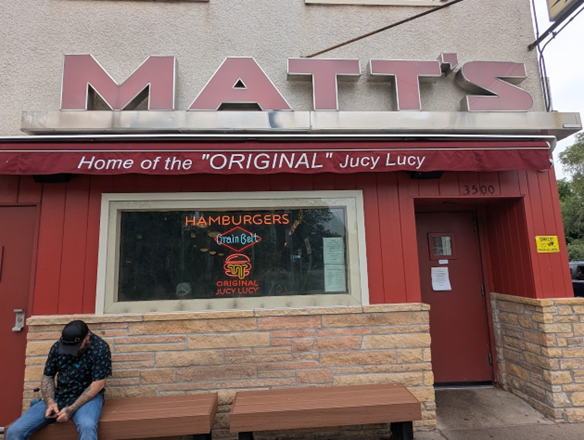 MATT'S
Home of the "ORIGINAL" Jucy Lucy
3500
HAMBURGERS
Grain Belt
ORIGINAL
JUCY LUCY